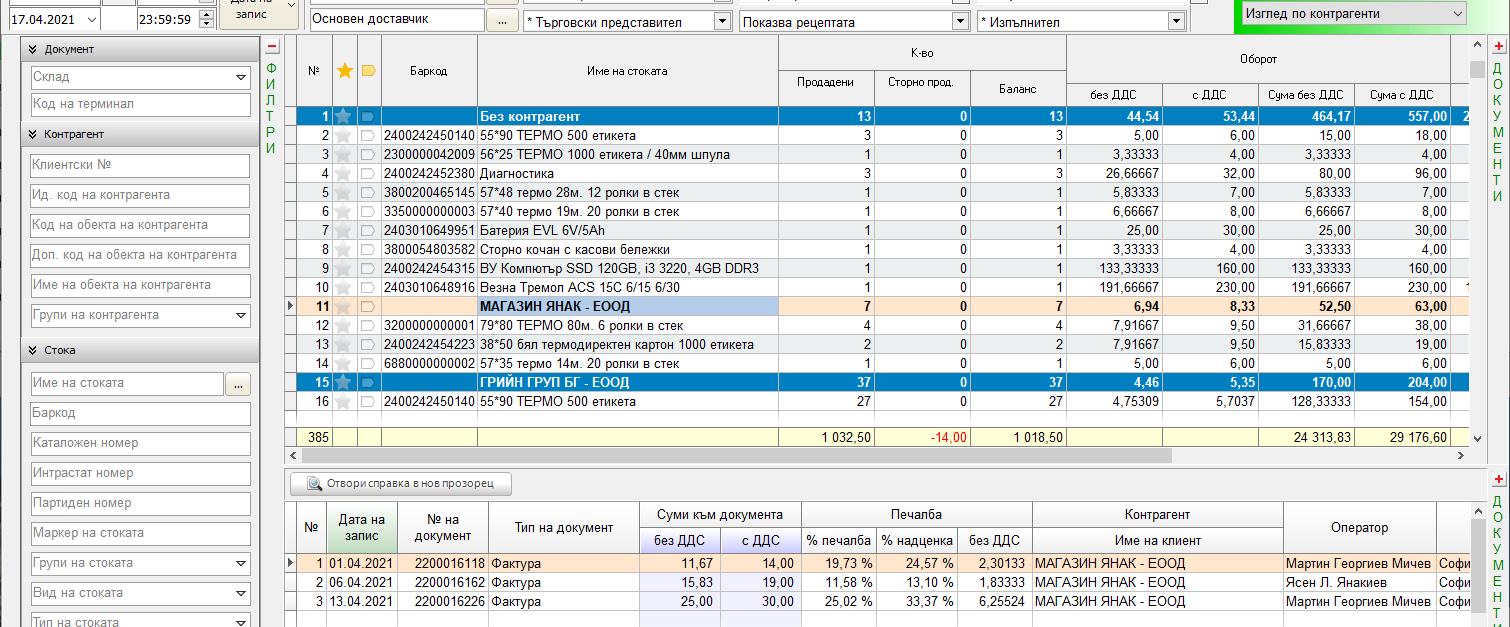 Дата на запис
17.04.2021
23:59:59
Основен доставчик
...
* Търговски представител
Показва рецептата
* Изпълнител
Изглед по контрагенти
Документ
Склад
Код на терминал
Контрагент
Клиентски №
Ид. код на контрагента
Код на обекта на контрагента
Доп. код на обекта на контрагента
Име на обекта на контрагента
Групи на контрагента
Стока
Име на стоката
...
Баркод
Каталожен номер
Интрастат номер
Партиден номер
Маркер на стоката
Групи на стоката
Вид на стоката
Тип на стоката
ФИЛТРИ
№ Баркод Име на стоката К-во Оборот
Продадени Сторно прод. Баланс без ДДС с ДДС Сума без ДДС Сума с ДДС
1 Без контрагент 13 0 13 44,54 53,44 464,17 557,00 2
2 2400242450140 55*90 ТЕРМО 500 етикета 3 0 3 5,00 6,00 15,00 18,00
3 2300000042009 56*25 ТЕРМО 1000 етикета / 40мм шпула 1 0 1 3,33333 4,00 3,33333 4,00
4 2400242452380 Диагностика 3 0 3 26,66667 32,00 80,00 96,00
5 3800200465145 57*48 термо 28м. 12 ролки в стек 1 0 1 5,83333 7,00 5,83333 7,00
6 3350000000003 57*40 термо 19м. 20 ролки в стек 1 0 1 6,66667 8,00 6,66667 8,00
7 2403010649951 Батерия EVL 6V/5Ah 1 0 1 25,00 30,00 25,00 30,00
8 3800054803582 Сторно кочан с касови бележки 1 0 1 3,33333 4,00 3,33333 4,00
9 2400242454315 ВУ Компютър SSD 120GB, i3 3220, 4GB DDR3 1 0 1 133,33333 160,00 133,33333 160,00
10 2403010648916 Везна Тремол ACS 15C 6/15 6/30 1 0 1 191,66667 230,00 191,66667 230,00 1
11 МАГАЗИН ЯНАК - ЕООД 7 0 7 6,94 8,33 52,50 63,00
12 3200000000001 79*80 ТЕРМО 80м. 6 ролки в стек 4 0 4 7,91667 9,50 31,66667 38,00
13 2400242454223 38*50 бял термодиректен картон 1000 етикета 2 0 2 7,91667 9,50 15,83333 19,00
14 6880000000002 57*35 термо 14м. 20 ролки в стек 1 0 1 5,00 6,00 5,00 6,00
15 ГРИЙН ГРУП БГ - ЕООД 37 0 37 4,46 5,35 170,00 204,00
16 2400242450140 55*90 ТЕРМО 500 етикета 27 0 27 4,75309 5,7037 128,33333 154,00
385 1 032,50 -14,00 1 018,50 24 313,83 29 176,60
Отвори справка в нов прозорец
№ Дата на запис № на документ Тип на документ Суми към документа Печалба Контрагент Оператор
без ДДС с ДДС % печалба % надценка без ДДС Име на клиент
1 01.04.2021 2200016118 Фактура 11,67 14,00 19,73 % 24,57 % 2,30133 МАГАЗИН ЯНАК - ЕООД Мартин Георгиев Мичев Софи
2 06.04.2021 2200016162 Фактура 15,83 19,00 11,58 % 13,10 % 1,83333 МАГАЗИН ЯНАК - ЕООД Ясен Л. Янакиев Софи
3 13.04.2021 2200016226 Фактура 25,00 30,00 25,02 % 33,37 % 6,25524 МАГАЗИН ЯНАК - ЕООД Мартин Георгиев Мичев Софи
ДОКУМЕНТИ
ДОКУМЕНТИ